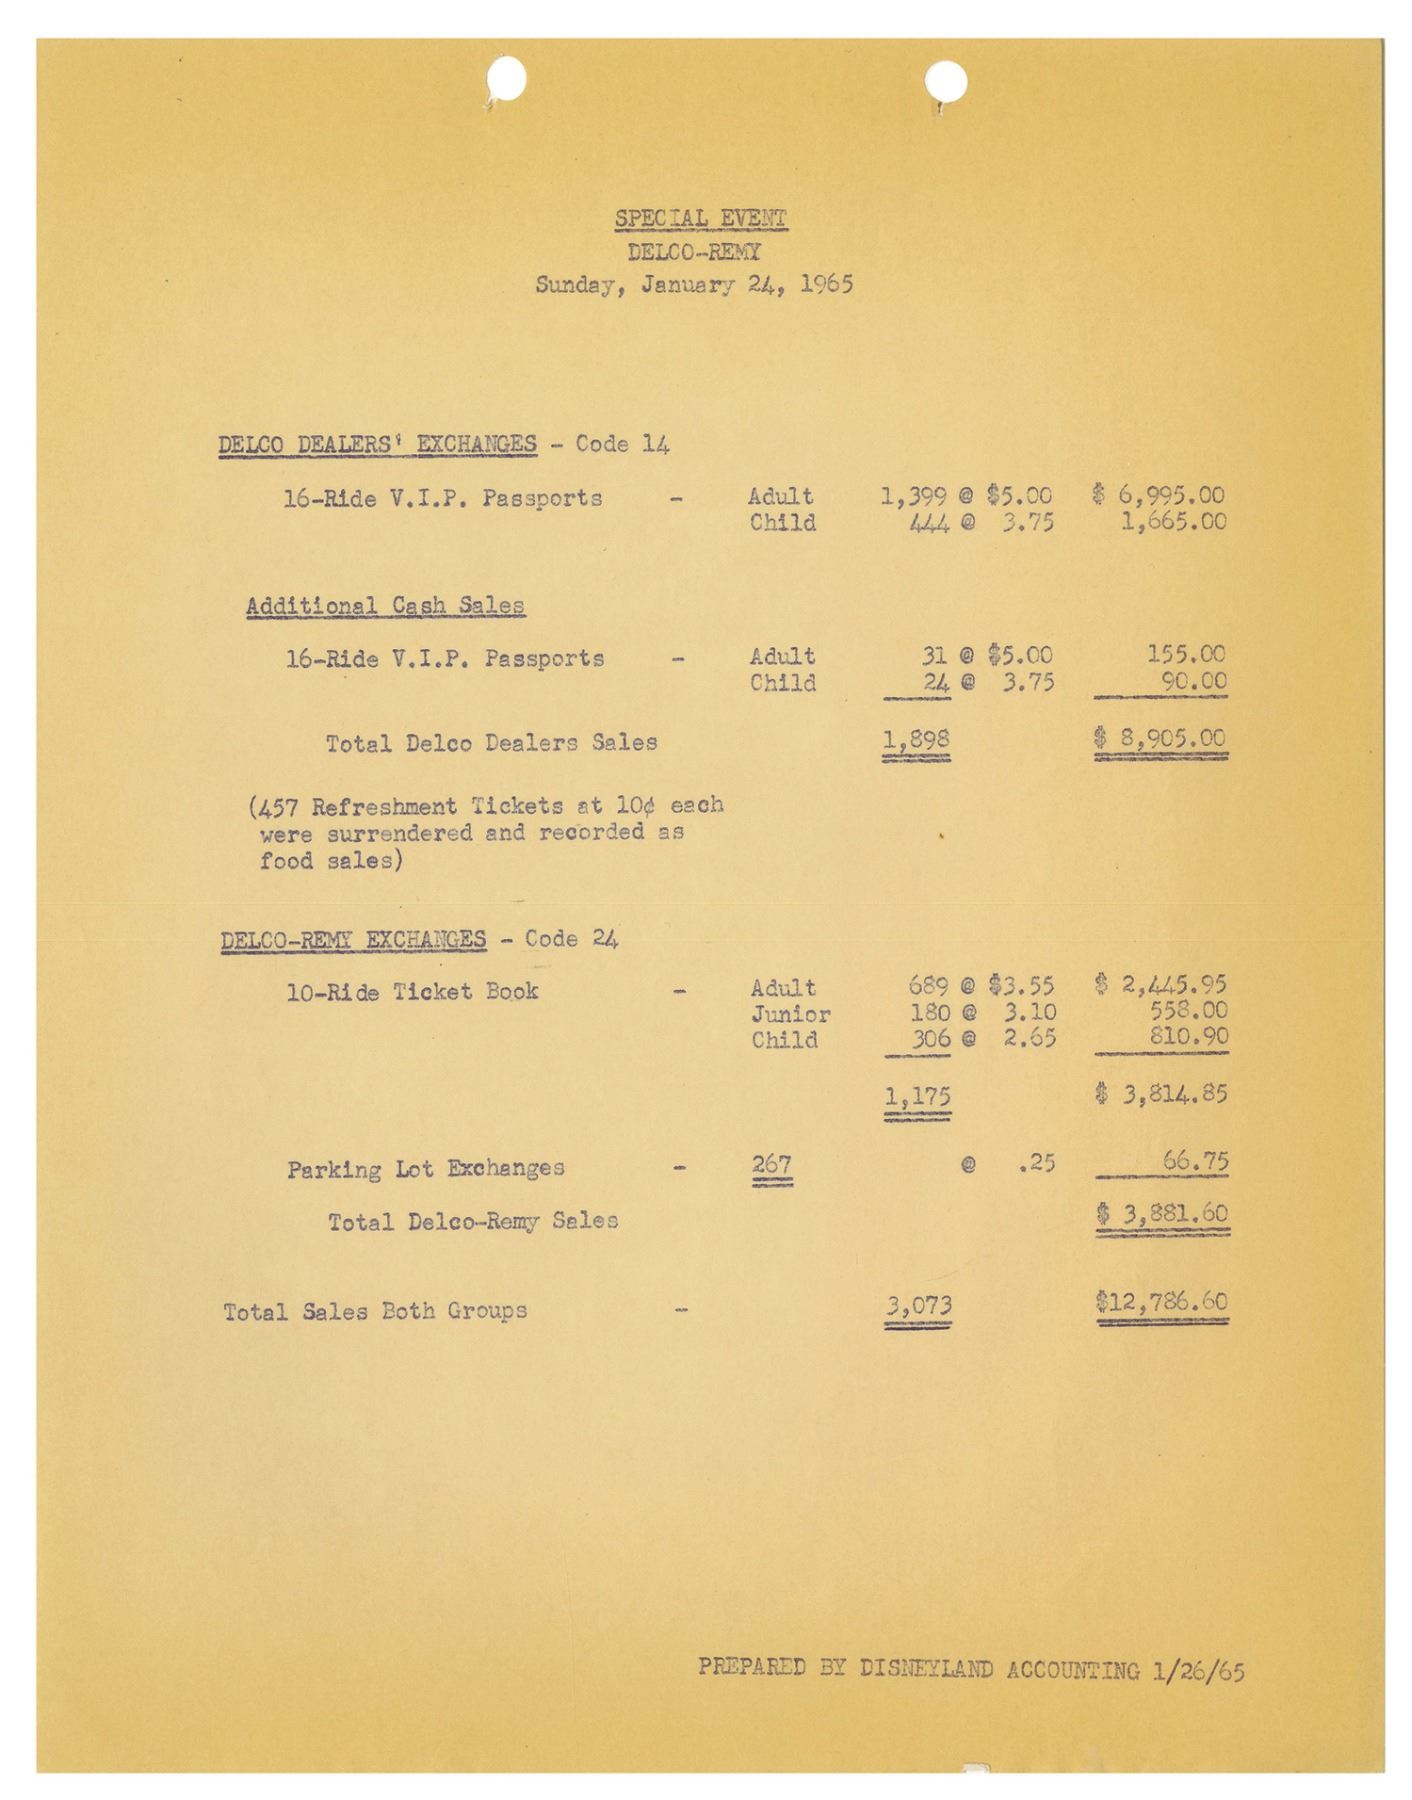 SPECIAL EVENT
DELCO-REMY
Sunday, January 24, 1965
DELCO DEALERS' EXCHANGES - Code 14
16-Ride V.I.P. Passports - Adult 1,399 @ $5.00 $ 6,995.00
Child 444 @ 3.75 1,665.00
Additional Cash Sales
16-Ride V.I.P. Passports - Adult 31 @ $5.00 155.00
Child 24 @ 3.75 90.00
Total Delco Dealers Sales 1,898 $ 8,905.00
(457 Refreshment Tickets at 10¢ each
were surrendered and recorded as
food sales)
DELCO-REMY EXCHANGES - Code 24
10-Ride Ticket Book - Adult 689 @ $3.55 $ 2,445.95
Junior 180 @ 3.10 558.00
Child 306 @ 2.65 810.90
1,175 $ 3,814.85
Parking Lot Exchanges - 267 @ .25 66.75
Total Delco-Remy Sales $ 3,881.60
Total Sales Both Groups - 3,073 $12,786.60
PREPARED BY DISNEYLAND ACCOUNTING 1/26/65